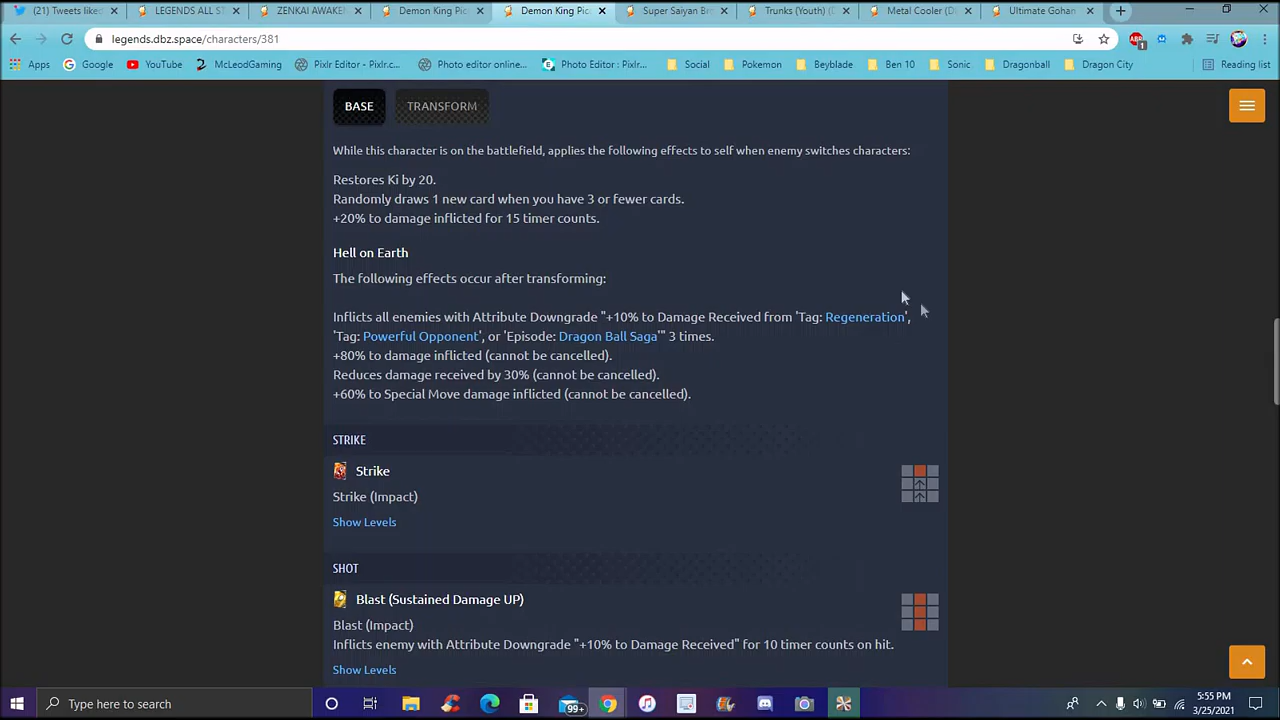 (21) Tweets liked
LEGENDS ALL ST
ZENKAI AWAKEN
Demon King Pic
Demon King Pic
Super Saiyan Bro
Trunks (Youth) (D
Metal Cooler (D
Ultimate Gohan
legends.dbz.space/characters/381
Apps
Google
YouTube
McLeodGaming
Pixlr Editor - Pixlr.c...
Photo editor online...
Photo Editor : Pixlr...
Social
Pokemon
Beyblade
Ben 10
Sonic
Dragonball
Dragon City
Reading list
BASE
TRANSFORM
While this character is on the battlefield, applies the following effects to self when enemy switches characters:
Restores Ki by 20.
Randomly draws 1 new card when you have 3 or fewer cards.
+20% to damage inflicted for 15 timer counts.
Hell on Earth
The following effects occur after transforming:
Inflicts all enemies with Attribute Downgrade "+10% to Damage Received from 'Tag: Regeneration',
'Tag: Powerful Opponent', or 'Episode: Dragon Ball Saga'" 3 times.
+80% to damage inflicted (cannot be cancelled).
Reduces damage received by 30% (cannot be cancelled).
+60% to Special Move damage inflicted (cannot be cancelled).
STRIKE
Strike
Strike (Impact)
Show Levels
SHOT
Blast (Sustained Damage UP)
Blast (Impact)
Inflicts enemy with Attribute Downgrade "+10% to Damage Received" for 10 timer counts on hit.
Show Levels
Type here to search
99+
5:55 PM
3/25/2021